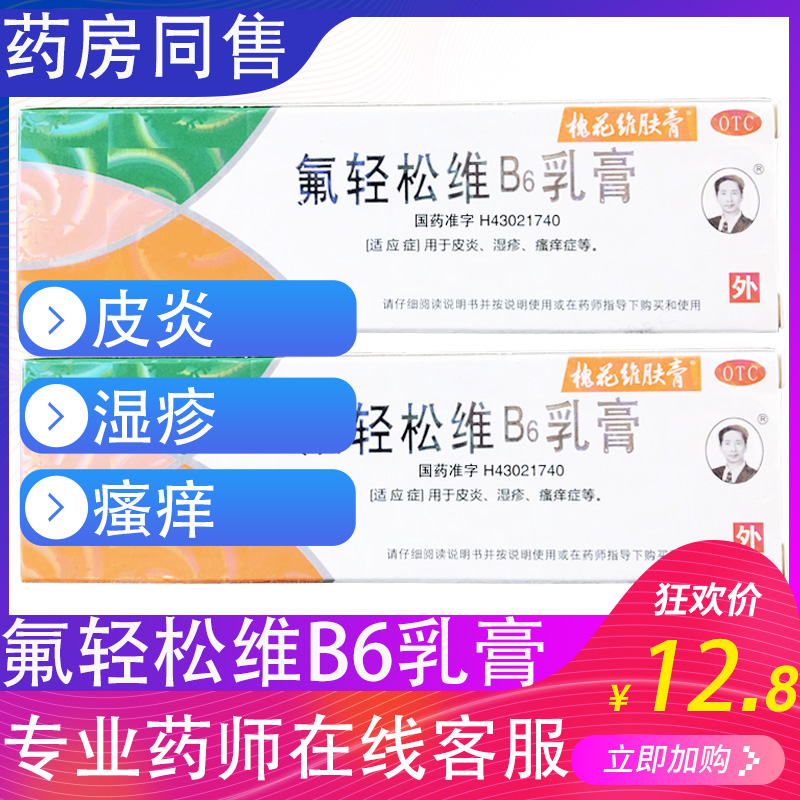 药房同售
槐花维肤膏
OTC
氟轻松维B6乳膏
国药准字 H43021740
[适应症] 用于皮炎、湿疹、瘙痒症等。
外
请仔细阅读说明书并按说明使用或在药师指导下购买和使用
皮炎
槐花维肤膏
OTC
轻松维B6乳膏
湿疹
国药准字 H43021740
[适应症] 用于皮炎、湿疹、瘙痒症等。
瘙痒
外
请仔细阅读说明书并按说明使用或在药师指导下购
狂欢价
氟轻松维B6乳膏
¥12.8
专业药师在线客服
立即加购 >